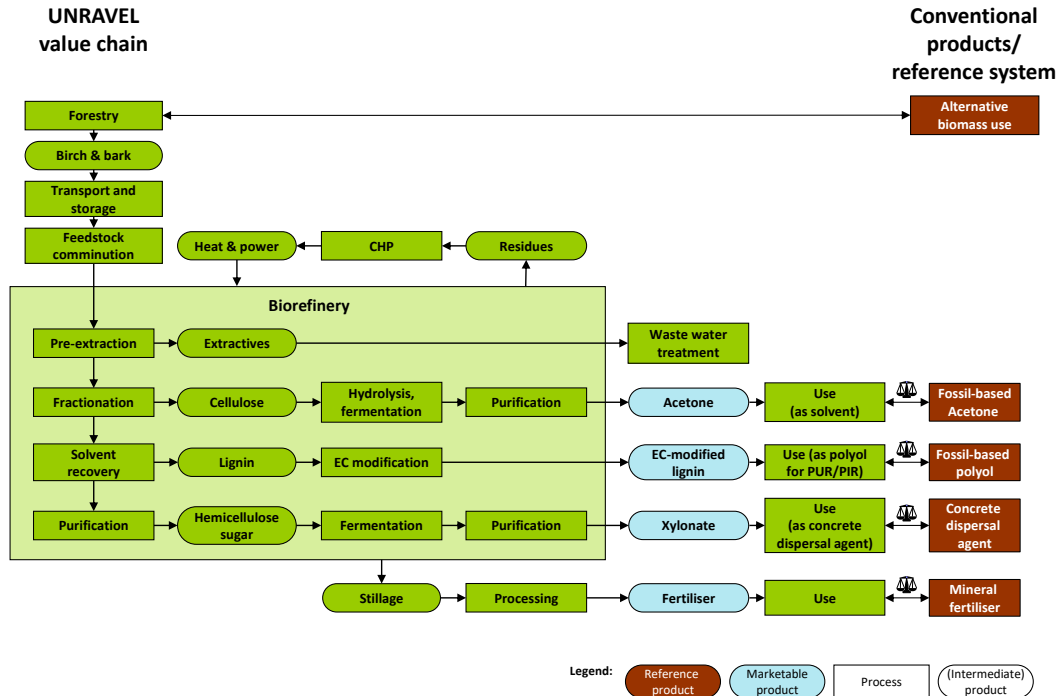 UNRAVEL
value chain
Conventional
products/
reference system
Forestry
Alternative
biomass use
Birch & bark
Transport and
storage
Feedstock
comminution
Heat & power
CHP
Residues
Biorefinery
Pre-extraction
Extractives
Waste water
treatment
Fractionation
Cellulose
Hydrolysis,
fermentation
Purification
Acetone
Use
(as solvent)
Fossil-based
Acetone
Solvent
recovery
Lignin
EC modification
EC-modified
lignin
Use (as polyol
for PUR/PIR)
Fossil-based
polyol
Purification
Hemicellulose
sugar
Fermentation
Purification
Xylonate
Use
(as concrete
dispersal agent)
Concrete
dispersal
agent
Stillage
Processing
Fertiliser
Use
Mineral
fertiliser
Legend:
Reference
product
Marketable
product
Process
(Intermediate)
product